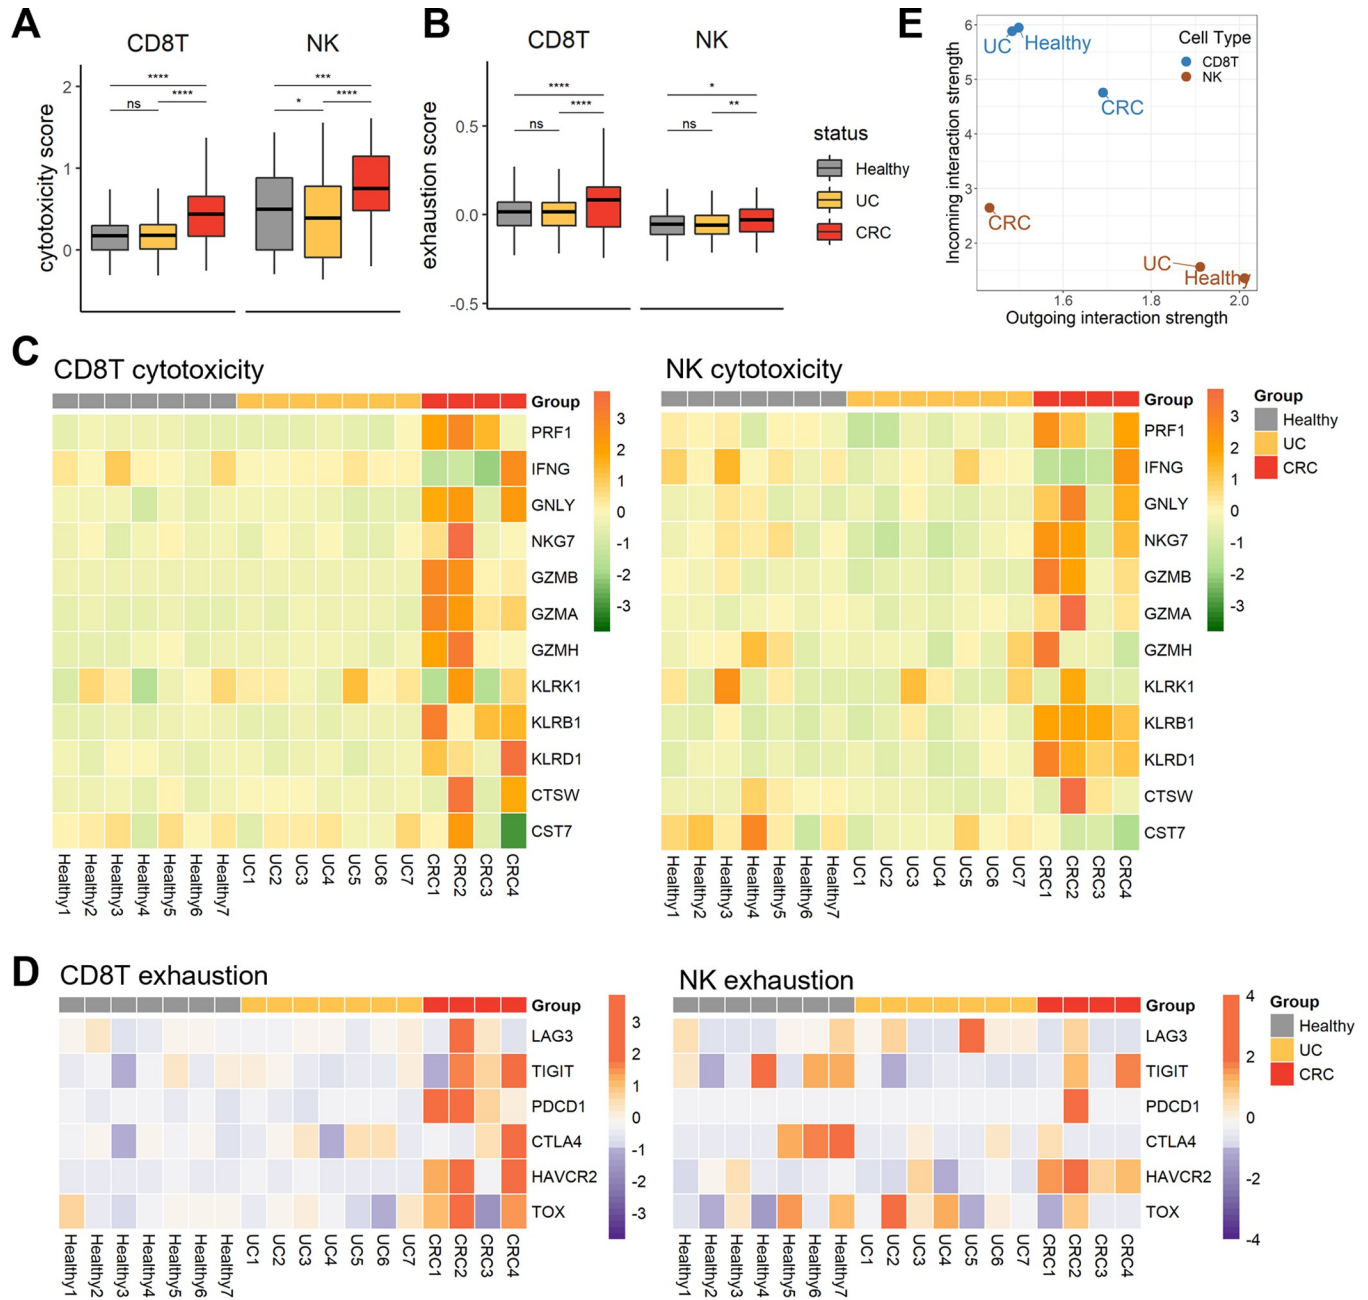 A
CD8T
NK
cytotoxicity score
2
1
0
****
ns
****
***
*
****
B
CD8T
NK
exhaustion score
0.5
0.0
-0.5
****
ns
****
*
ns
**
status
Healthy
UC
CRC
E
Incoming interaction strength
6
5
4
3
2
UC
Healthy
CRC
CRC
UC
Healthy
Cell Type
CD8T
NK
1.6
1.8
2.0
Outgoing interaction strength
C
CD8T cytotoxicity
Group
PRF1
IFNG
GNLY
NKG7
GZMB
GZMA
GZMH
KLRK1
KLRB1
KLRD1
CTSW
CST7
Healthy1
Healthy2
Healthy3
Healthy4
Healthy5
Healthy6
Healthy7
UC1
UC2
UC3
UC4
UC5
UC6
UC7
CRC1
CRC2
CRC3
CRC4
3
2
1
0
-1
-2
-3
NK cytotoxicity
Group
PRF1
IFNG
GNLY
NKG7
GZMB
GZMA
GZMH
KLRK1
KLRB1
KLRD1
CTSW
CST7
Healthy1
Healthy2
Healthy3
Healthy4
Healthy5
Healthy6
Healthy7
UC1
UC2
UC3
UC4
UC5
UC6
UC7
CRC1
CRC2
CRC3
CRC4
3
2
1
0
-1
-2
-3
Group
Healthy
UC
CRC
D
CD8T exhaustion
Group
LAG3
TIGIT
PDCD1
CTLA4
HAVCR2
TOX
Healthy1
Healthy2
Healthy3
Healthy4
Healthy5
Healthy6
Healthy7
UC1
UC2
UC3
UC4
UC5
UC6
UC7
CRC1
CRC2
CRC3
CRC4
3
2
1
0
-1
-2
-3
NK exhaustion
Group
LAG3
TIGIT
PDCD1
CTLA4
HAVCR2
TOX
Healthy1
Healthy2
Healthy3
Healthy4
Healthy5
Healthy6
Healthy7
UC1
UC2
UC3
UC4
UC5
UC6
UC7
CRC1
CRC2
CRC3
CRC4
4
2
0
-2
-4
Group
Healthy
UC
CRC